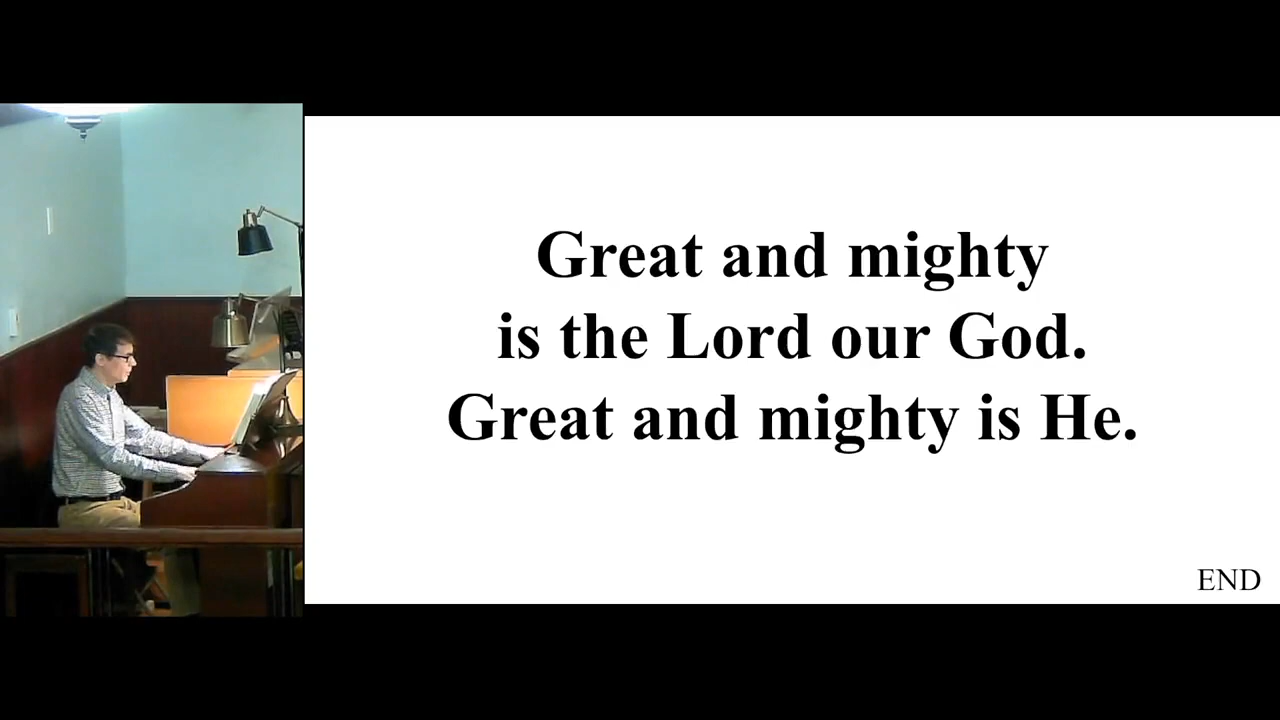 Great and mighty
is the Lord our God.
Great and mighty is He.
END